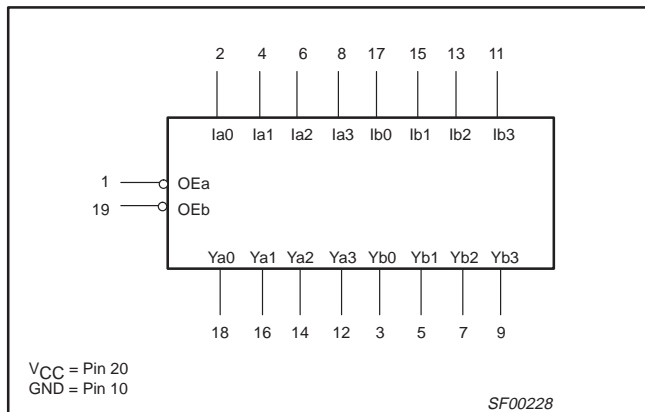 2 4 6 8 17 15 13 11
Ia0 Ia1 Ia2 Ia3 Ib0 Ib1 Ib2 Ib3
1 OEa
19 OEb
Ya0 Ya1 Ya2 Ya3 Yb0 Yb1 Yb2 Yb3
18 16 14 12 3 5 7 9
VCC = Pin 20
GND = Pin 10
SF00228